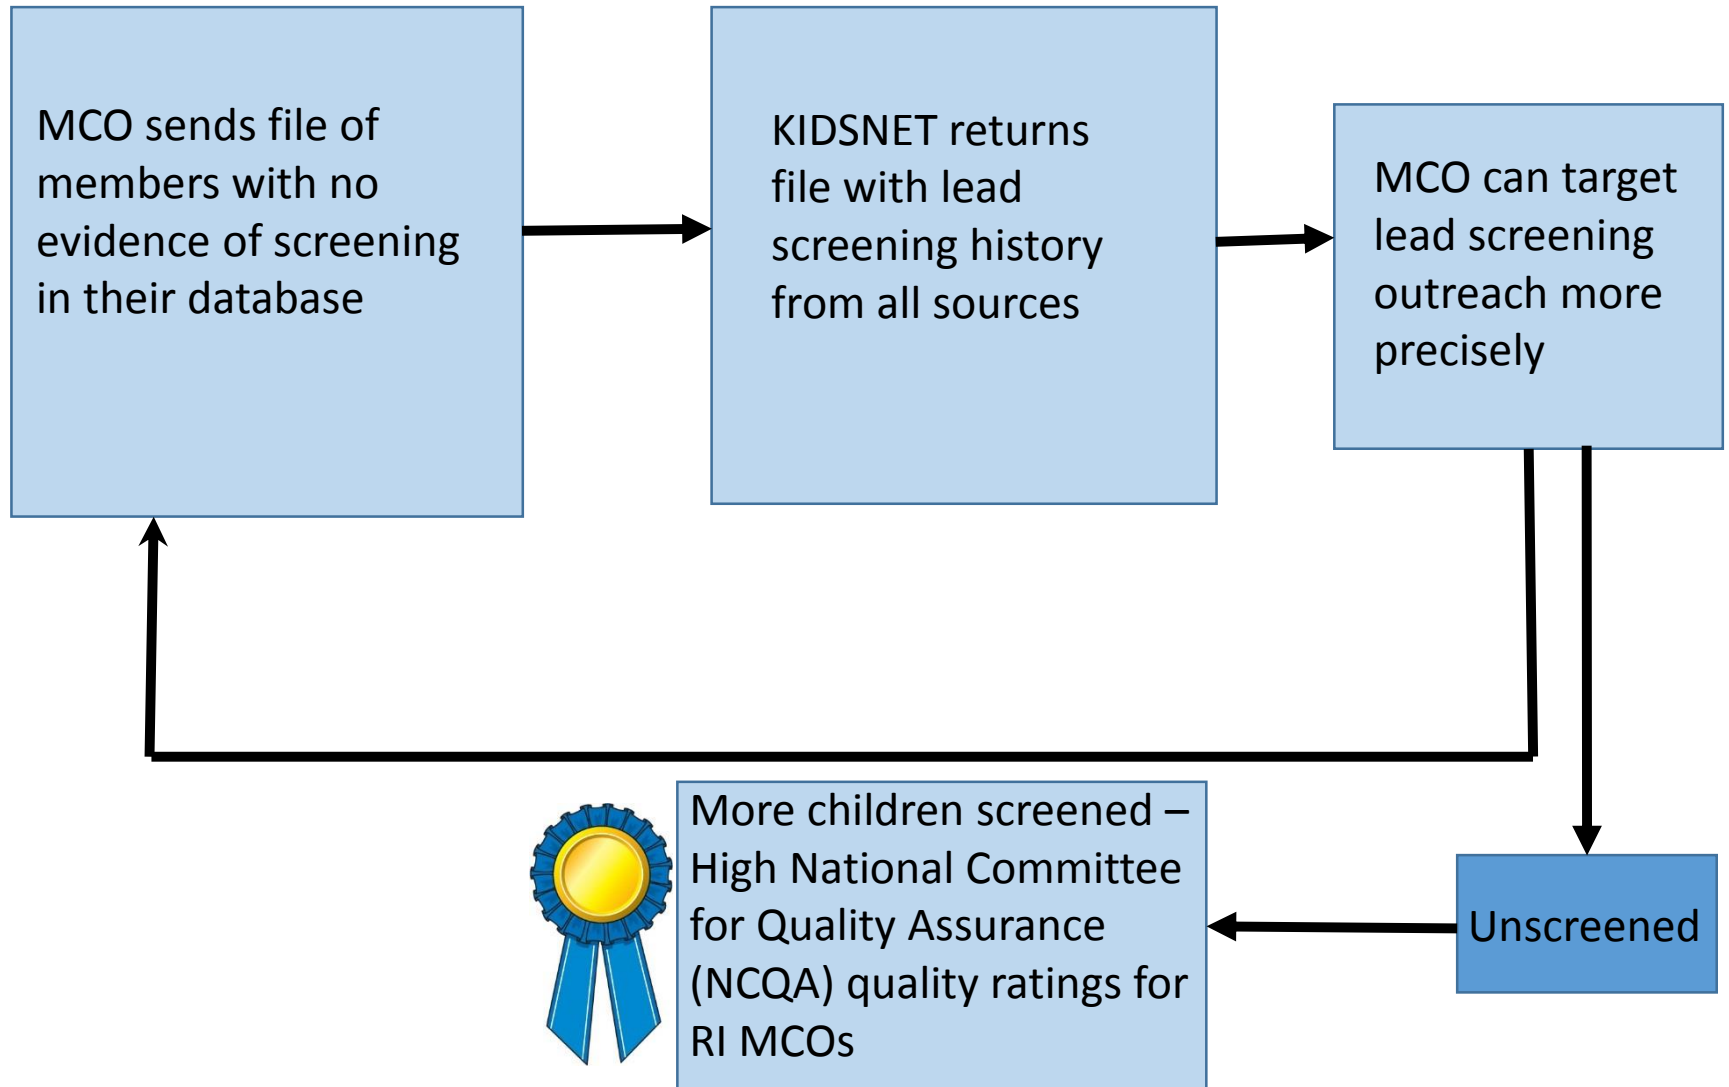 MCO sends file of
members with no
evidence of screening
in their database
KIDSNET returns
file with lead
screening history
from all sources
MCO can target
lead screening
outreach more
precisely
More children screened –
High National Committee
for Quality Assurance
(NCQA) quality ratings for
RI MCOs
Unscreened